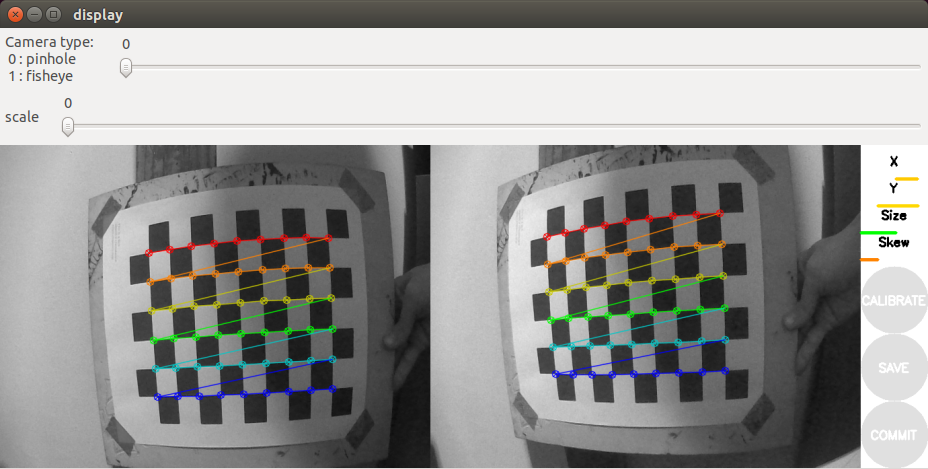 display
Camera type:
0 : pinhole
1 : fisheye
0
scale
0
X
Y
Size
Skew
CALIBRATE
SAVE
COMMIT